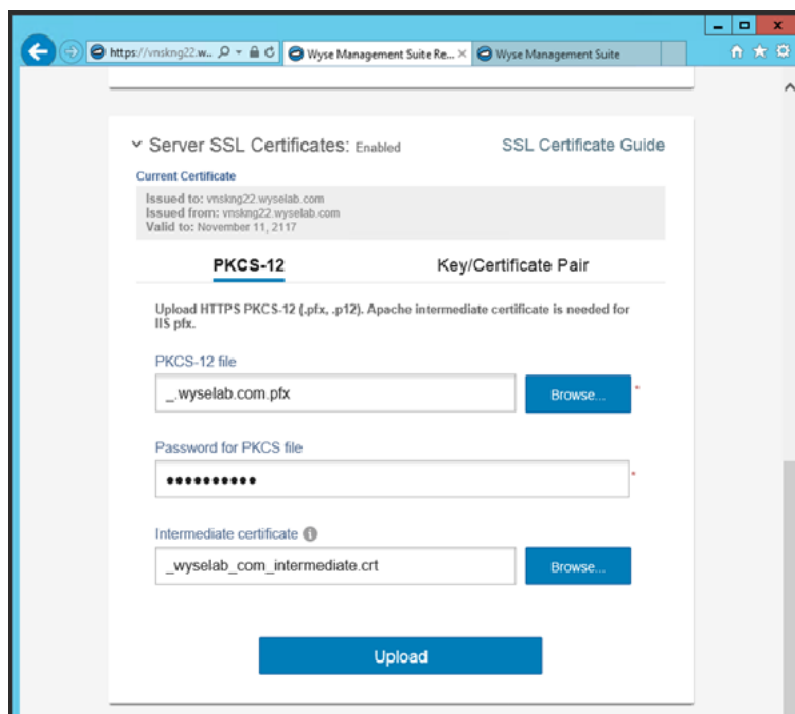 https://vnskng22.w..
Wyse Management Suite Re...
Wyse Management Suite
Server SSL Certificates: Enabled
SSL Certificate Guide
Current Certificate
Issued to: vnskng22.wyselab.com
Issued from: vnskng22.wyselab.com
Valid to: November 11, 2117
PKCS-12
Key/Certificate Pair
Upload HTTPS PKCS-12 (.pfx, .p12). Apache intermediate certificate is needed for
IIS pfx..
PKCS-12 file
_.wyselab.com.pfx
Browse...
*
Password for PKCS file
••••••••••
*
Intermediate certificate
_wyselab_com_intermediate.crt
Browse...
Upload